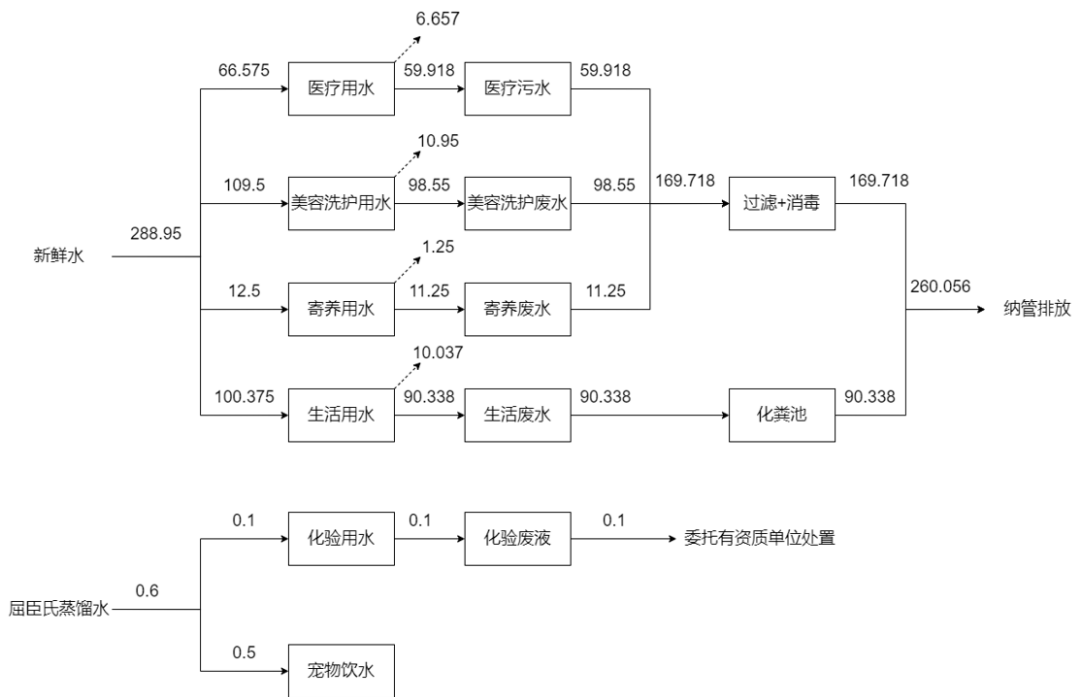 6.657
66.575
医疗用水
59.918
医疗污水
59.918
10.95
109.5
美容洗护用水
98.55
美容洗护废水
98.55
169.718
过滤+消毒
169.718
288.95
新鲜水
1.25
12.5
寄养用水
11.25
寄养废水
11.25
260.056
纳管排放
10.037
100.375
生活用水
90.338
生活废水
90.338
化粪池
90.338
0.1
化验用水
0.1
化验废液
0.1
委托有资质单位处置
0.6
屈臣氏蒸馏水
0.5
宠物饮水